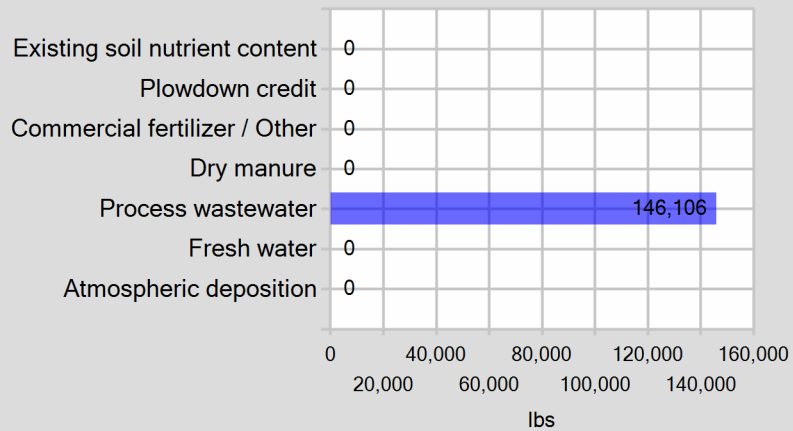 Existing soil nutrient content 0
Plowdown credit 0
Commercial fertilizer / Other 0
Dry manure 0
Process wastewater 146,106
Fresh water 0
Atmospheric deposition 0
0 40,000 80,000 120,000 160,000
20,000 60,000 100,000 140,000
lbs